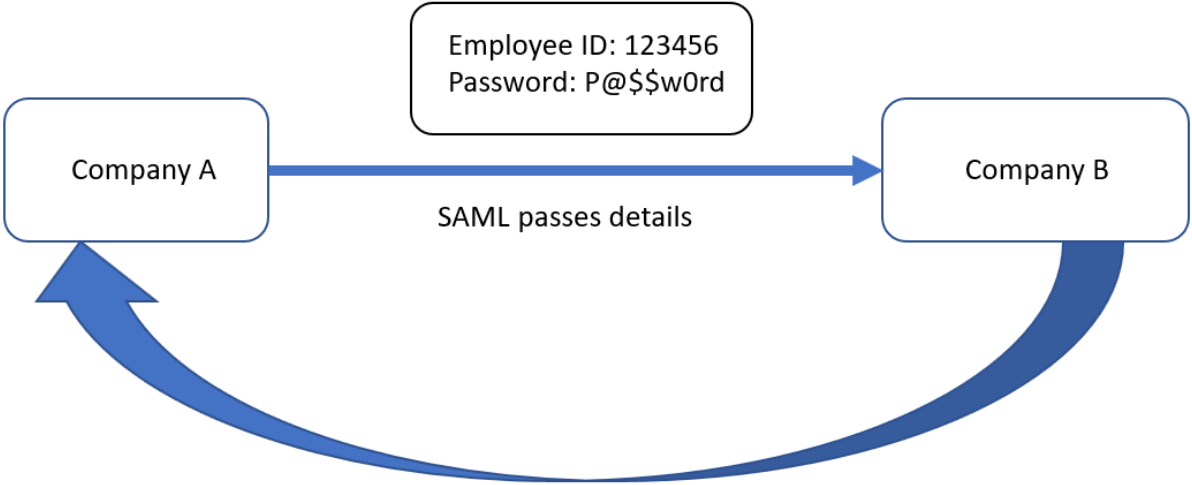 Employee ID: 123456
Password: P@$$w0rd
Company A
Company B
SAML passes details